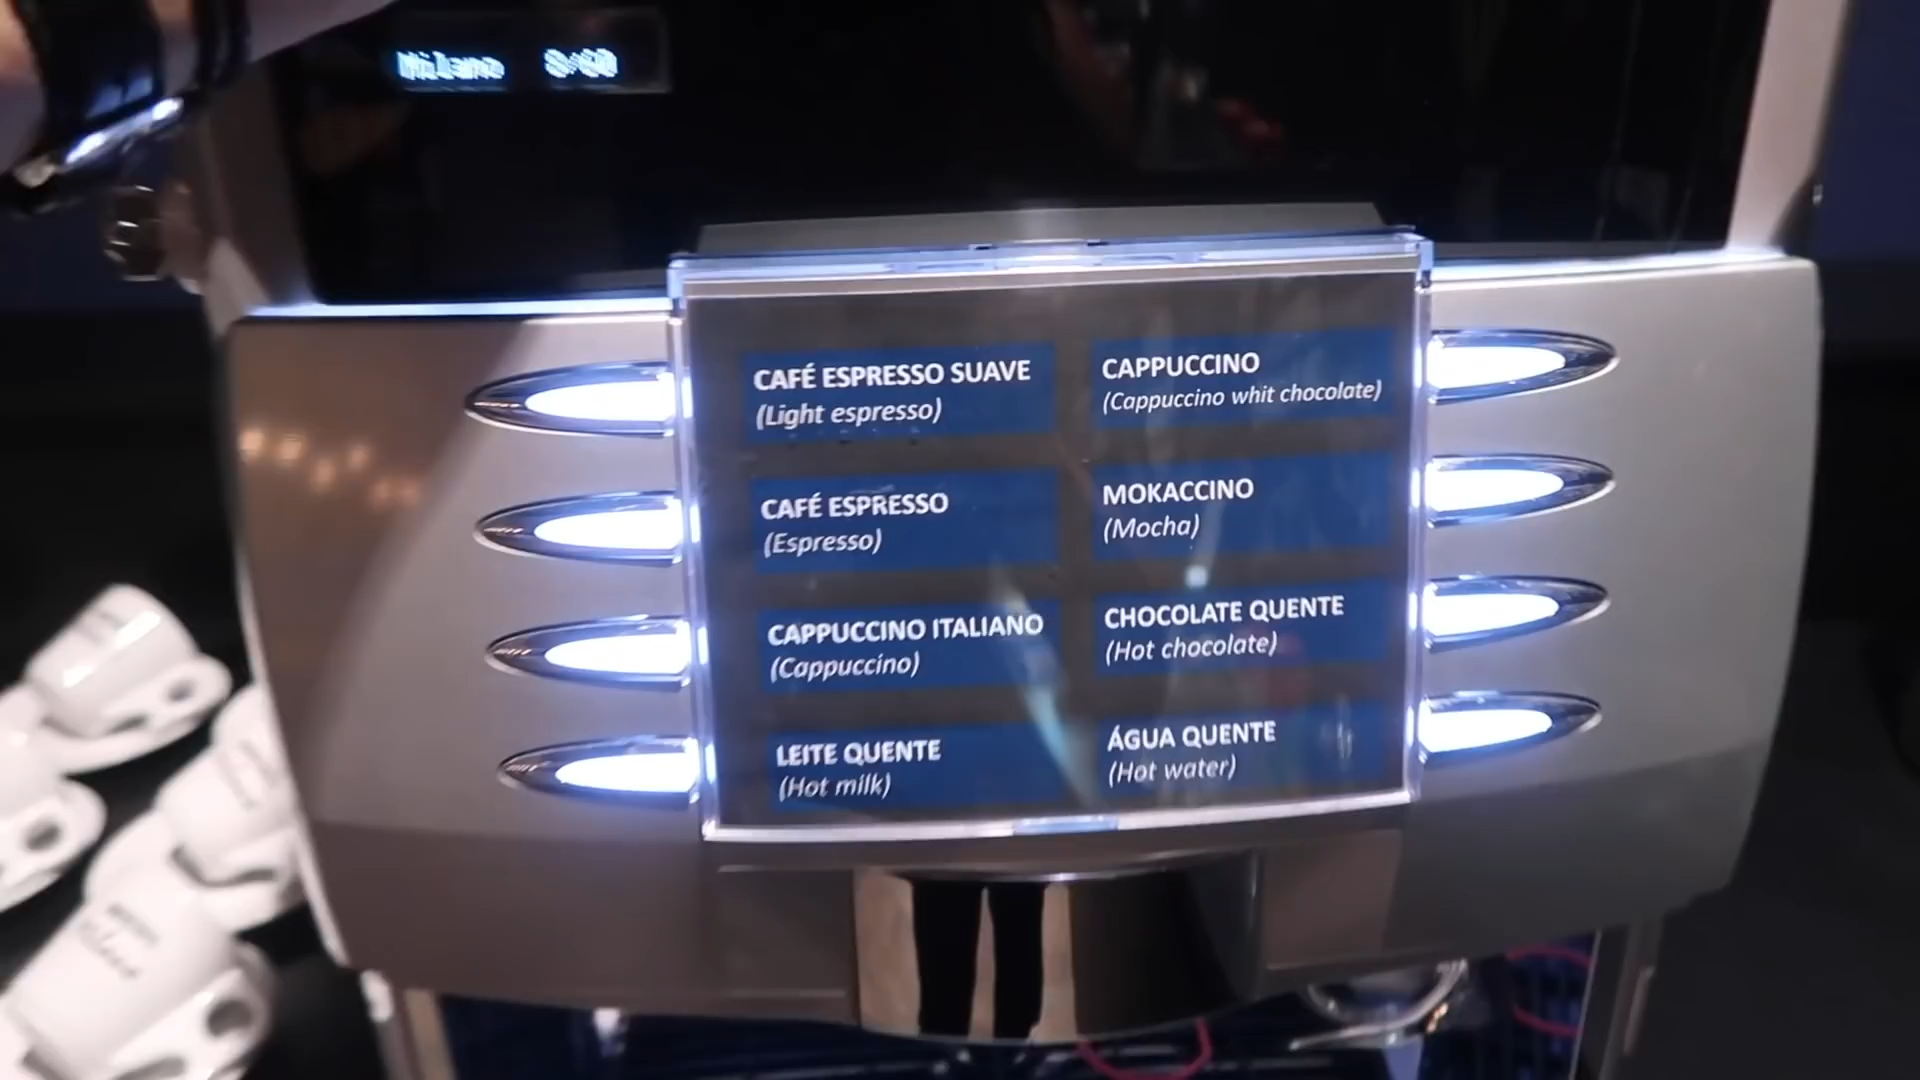 Milano
CAFÉ ESPRESSO SUAVE
(Light espresso)
CAFÉ ESPRESSO
(Espresso)
CAPPUCCINO ITALIANO
(Cappuccino)
LEITE QUENTE
(Hot milk)
CAPPUCCINO
(Cappuccino whit chocolate)
MOKACCINO
(Mocha)
CHOCOLATE QUENTE
(Hot chocolate)
ÁGUA QUENTE
(Hot water)